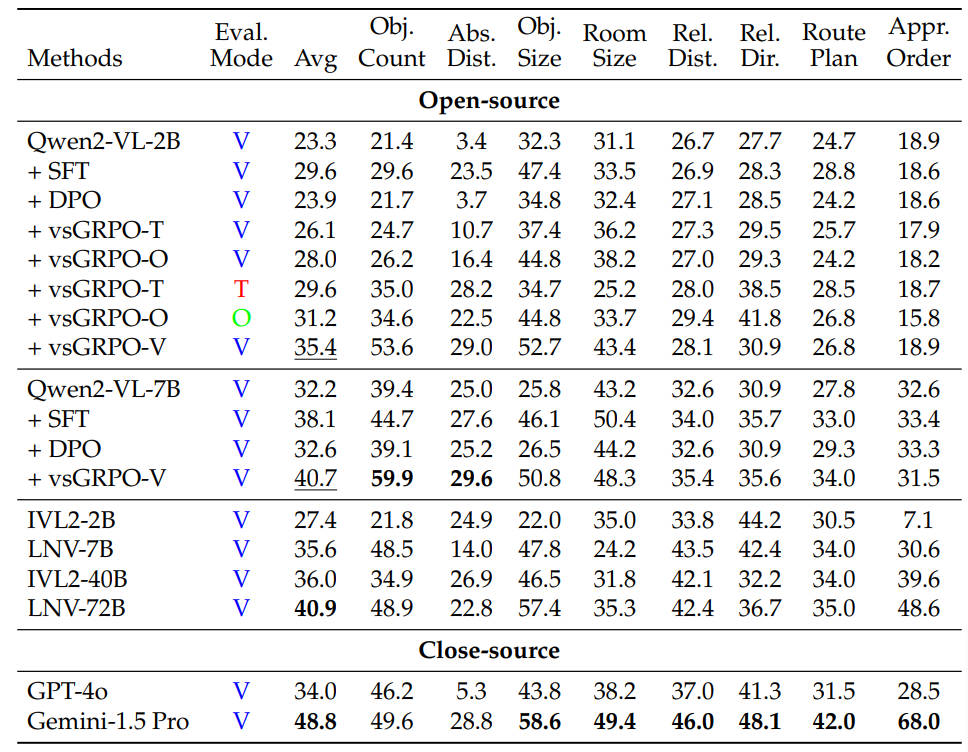 Methods Eval. Mode Avg Obj. Count Abs. Dist. Obj. Size Room Size Rel. Dist. Rel. Dir. Route Plan Appr. Order
Open-source
Qwen2-VL-2B V 23.3 21.4 3.4 32.3 31.1 26.7 27.7 24.7 18.9
+ SFT V 29.6 29.6 23.5 47.4 33.5 26.9 28.3 28.8 18.6
+ DPO V 23.9 21.7 3.7 34.8 32.4 27.1 28.5 24.2 18.6
+ vsGRPO-T V 26.1 24.7 10.7 37.4 36.2 27.3 29.5 25.7 17.9
+ vsGRPO-O V 28.0 26.2 16.4 44.8 38.2 27.0 29.3 24.2 18.2
+ vsGRPO-T T 29.6 35.0 28.2 34.7 25.2 28.0 38.5 28.5 18.7
+ vsGRPO-O O 31.2 34.6 22.5 44.8 33.7 29.4 41.8 26.8 15.8
+ vsGRPO-V V 35.4 53.6 29.0 52.7 43.4 28.1 30.9 26.8 18.9
Qwen2-VL-7B V 32.2 39.4 25.0 25.8 43.2 32.6 30.9 27.8 32.6
+ SFT V 38.1 44.7 27.6 46.1 50.4 34.0 35.7 33.0 33.4
+ DPO V 32.6 39.1 25.2 26.5 44.2 32.6 30.9 29.3 33.3
+ vsGRPO-V V 40.7 59.9 29.6 50.8 48.3 35.4 35.6 34.0 31.5
IVL2-2B V 27.4 21.8 24.9 22.0 35.0 33.8 44.2 30.5 7.1
LNV-7B V 35.6 48.5 14.0 47.8 24.2 43.5 42.4 34.0 30.6
IVL2-40B V 36.0 34.9 26.9 46.5 31.8 42.1 32.2 34.0 39.6
LNV-72B V 40.9 48.9 22.8 57.4 35.3 42.4 36.7 35.0 48.6
Close-source
GPT-4o V 34.0 46.2 5.3 43.8 38.2 37.0 41.3 31.5 28.5
Gemini-1.5 Pro V 48.8 49.6 28.8 58.6 49.4 46.0 48.1 42.0 68.0